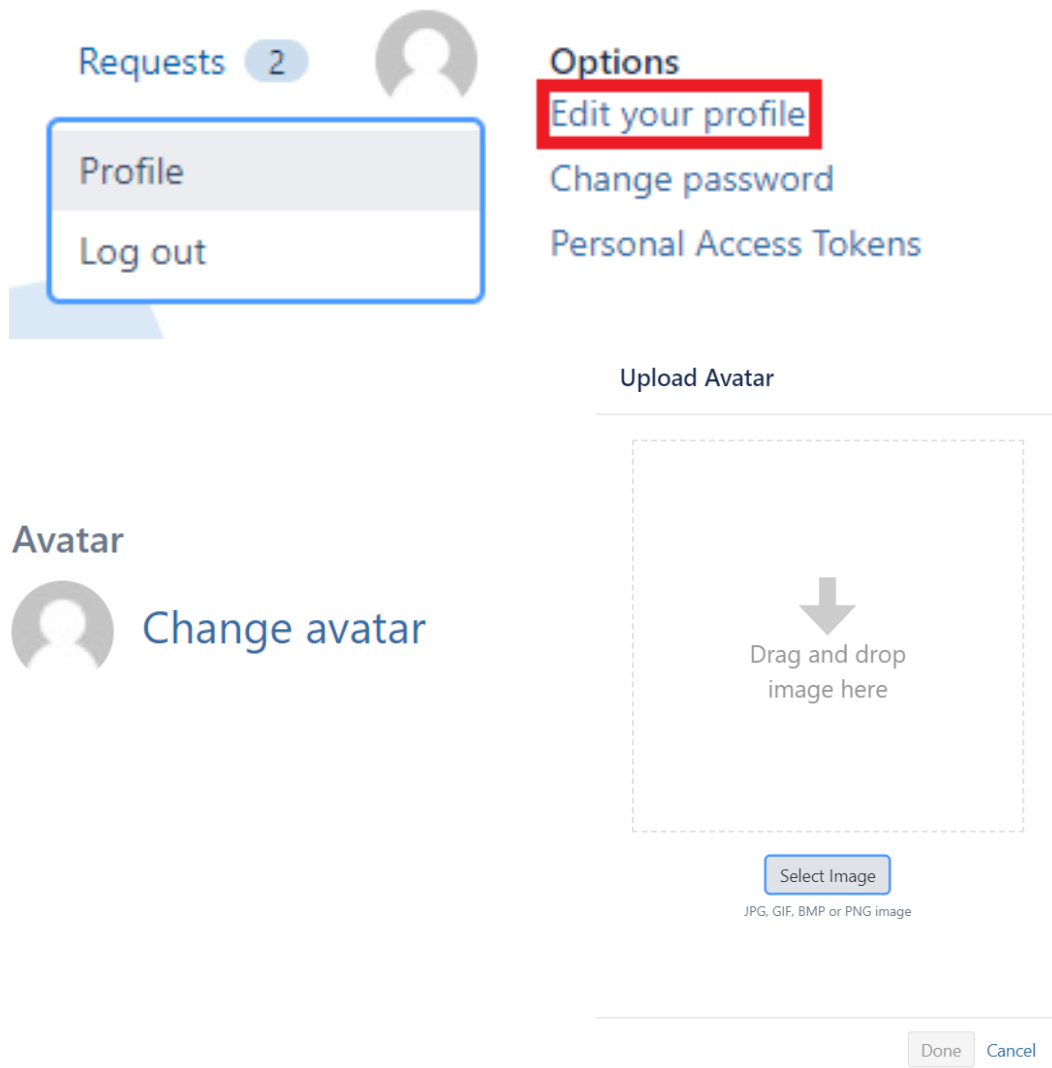 Requests 2
Profile
Log out
Options
Edit your profile
Change password
Personal Access Tokens
Avatar
Change avatar
Upload Avatar
Drag and drop
image here
Select Image
JPG, GIF, BMP or PNG image
Done Cancel